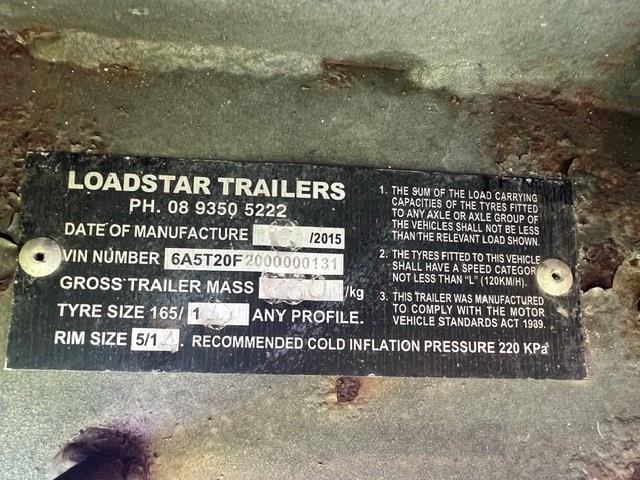 LOADSTAR TRAILERS
PH. 08 9350 5222
DATE OF MANUFACTURE /2015
VIN NUMBER 6A5T20F2000000131
GROSS TRAILER MASS /kg
TYRE SIZE 165/ ANY PROFILE.
RIM SIZE 5/ . RECOMMENDED COLD INFLATION PRESSURE 220 KPa
1. THE SUM OF THE LOAD CARRYING
CAPACITIES OF THE TYRES FITTED
TO ANY AXLE OR AXLE GROUP OF
THE VEHICLES SHALL NOT BE LESS
THAN THE RELEVANT LOAD SHOWN.
2. THE TYRES FITTED TO THIS VEHICLE
SHALL HAVE A SPEED CATEGOR
NOT LESS THAN "L" (120KM/H).
3. THIS TRAILER WAS MANUFACTURED
TO COMPLY WITH THE MOTOR
VEHICLE STANDARDS ACT 1989.